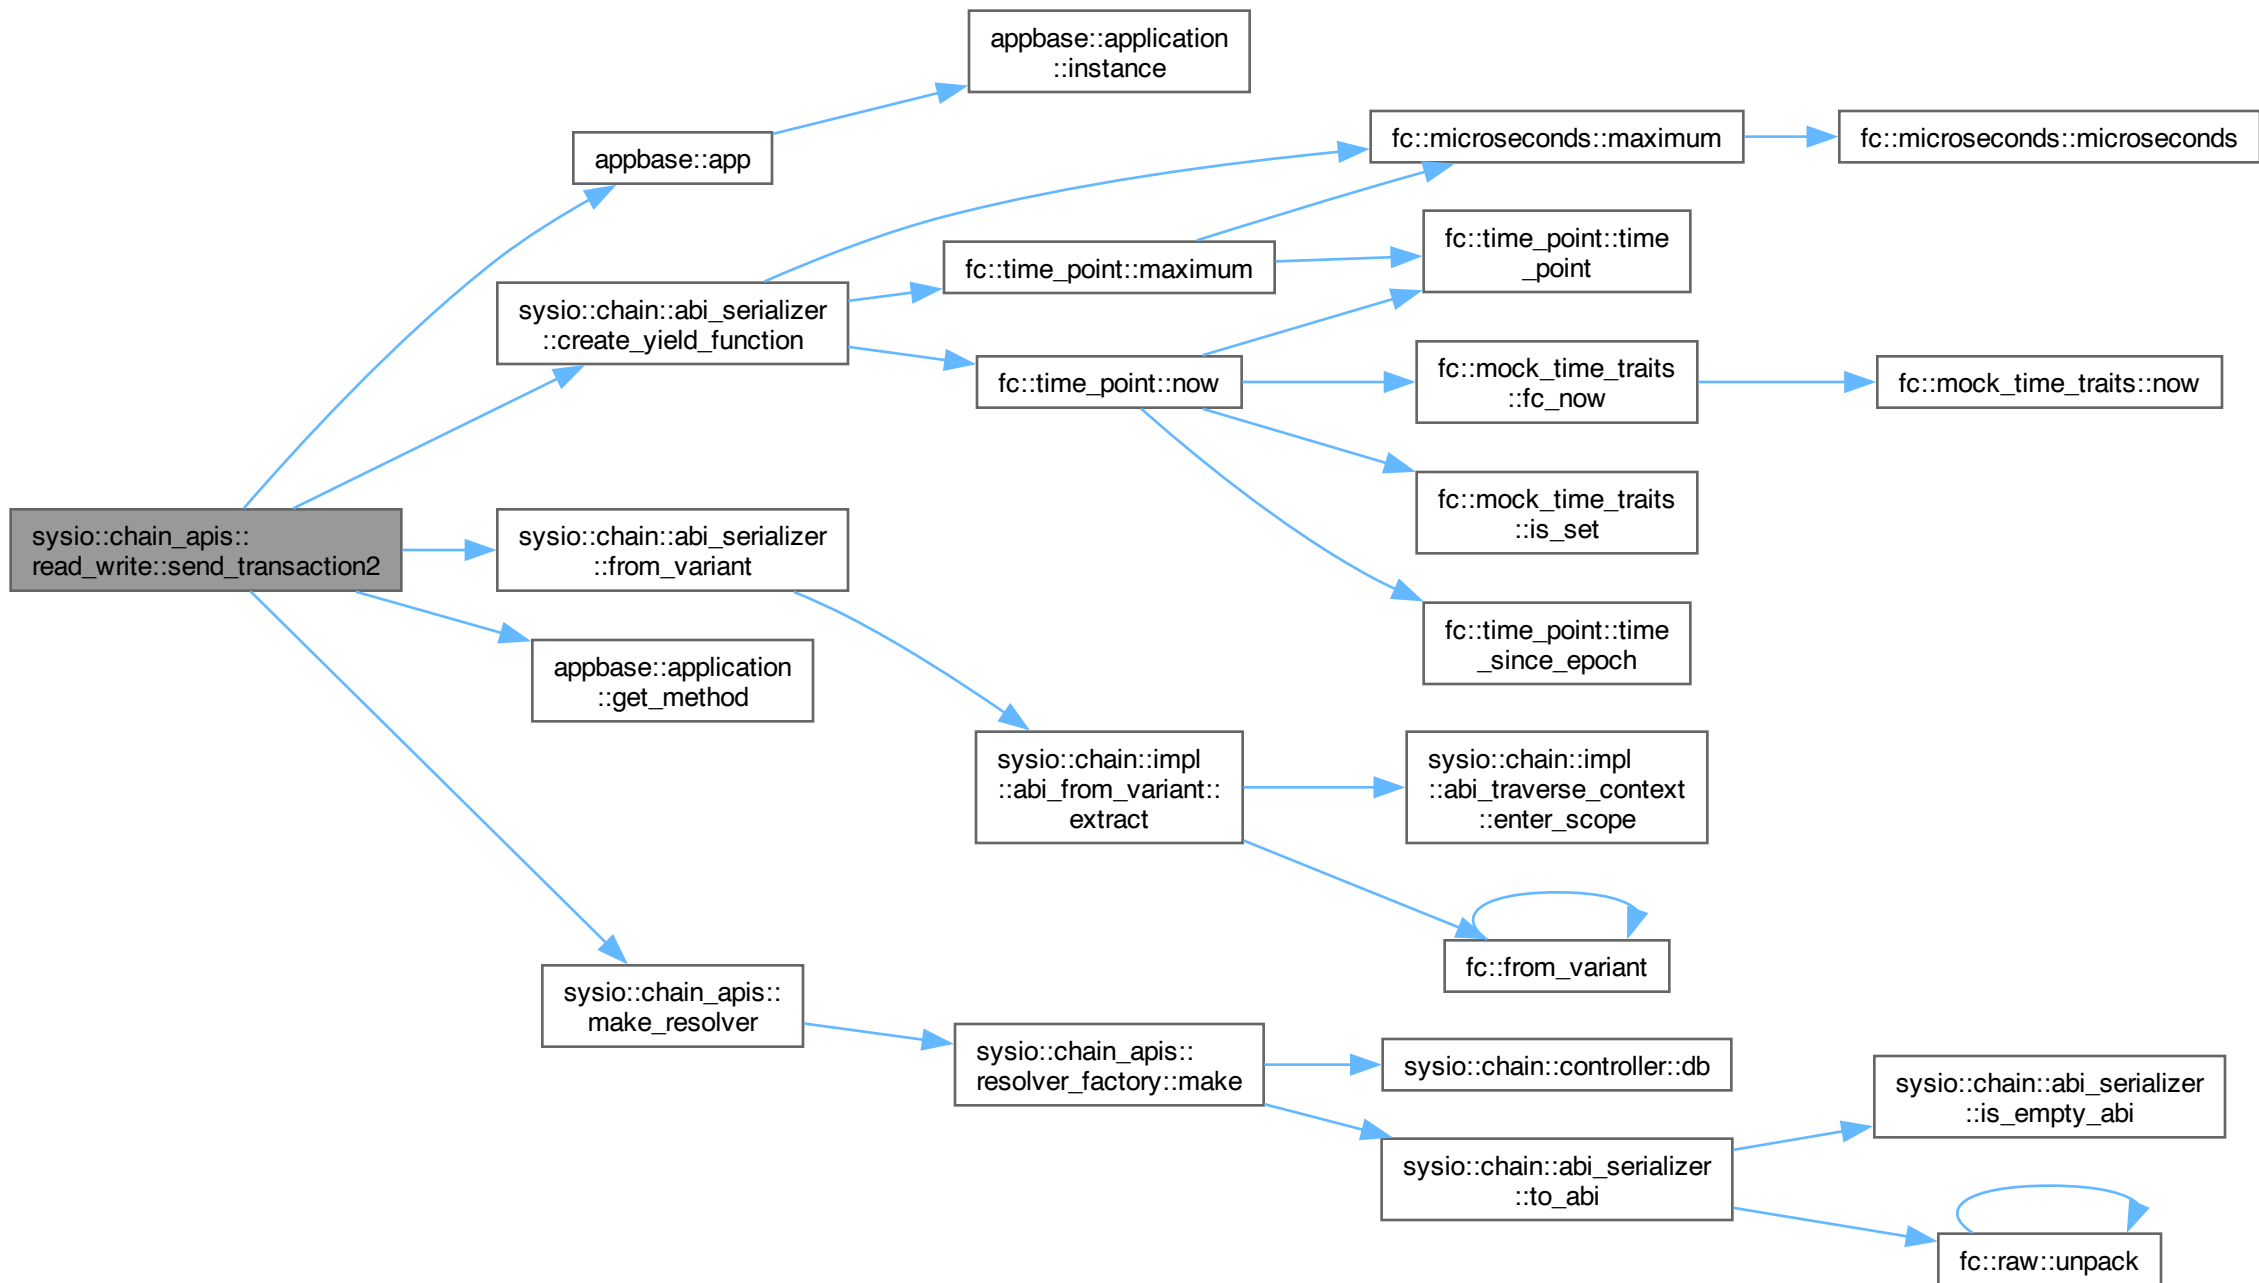 appbase::application
::instance
fc::microseconds::maximum
fc::microseconds::microseconds
appbase::app
fc::time_point::time
_point
fc::time_point::maximum
sysio::chain::abi_serializer
::create_yield_function
fc::time_point::now
fc::mock_time_traits
::fc_now
fc::mock_time_traits::now
fc::mock_time_traits
::is_set
sysio::chain_apis::
read_write::send_transaction2
sysio::chain::abi_serializer
::from_variant
fc::time_point::time
_since_epoch
appbase::application
::get_method
sysio::chain::impl
::abi_from_variant::
extract
sysio::chain::impl
::abi_traverse_context
::enter_scope
fc::from_variant
sysio::chain_apis::
make_resolver
sysio::chain_apis::
resolver_factory::make
sysio::chain::controller::db
sysio::chain::abi_serializer
::is_empty_abi
sysio::chain::abi_serializer
::to_abi
fc::raw::unpack